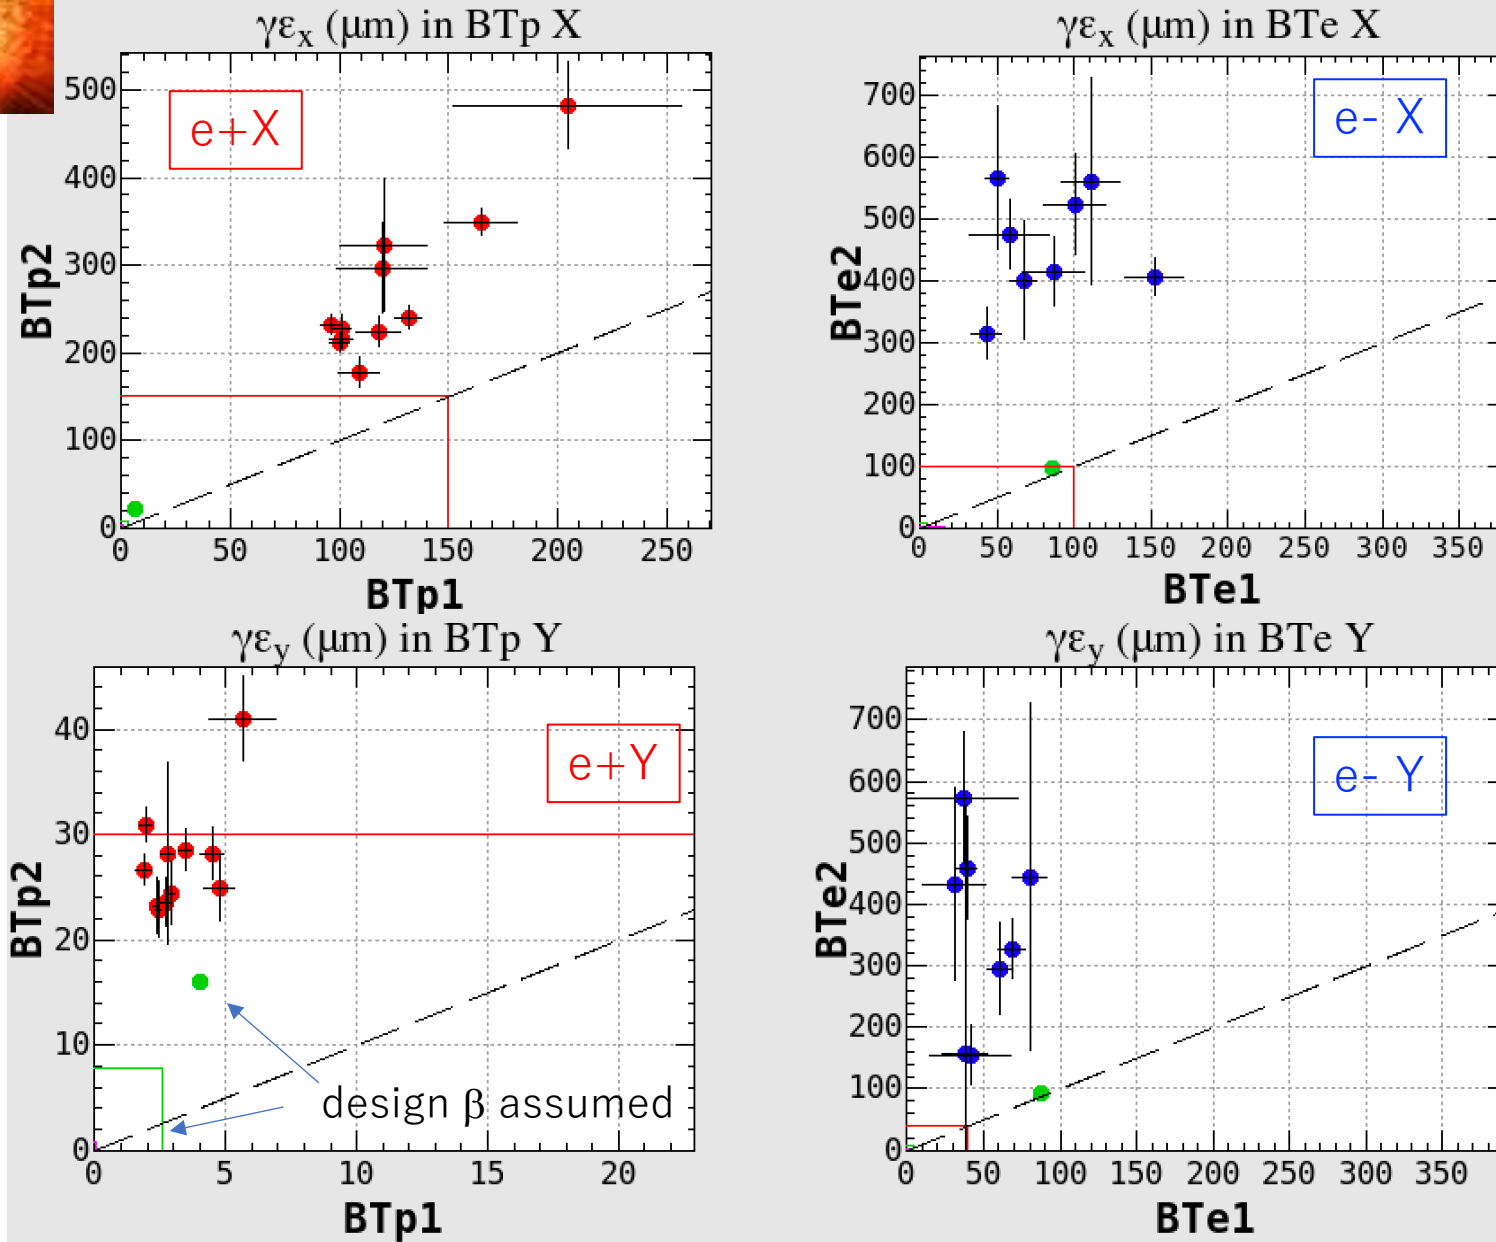 γεx (μm) in BTp X
500
400
300
200
100
0
0 50 100 150 200 250
BTp2
BTp1
e+X
γεx (μm) in BTe X
700
600
500
400
300
200
100
0
0 50 100 150 200 250 300 350
BTe2
BTe1
e- X
γεy (μm) in BTp Y
40
30
20
10
0
0 5 10 15 20
BTp2
BTp1
e+Y
design β assumed
γεy (μm) in BTe Y
700
600
500
400
300
200
100
0
0 50 100 150 200 250 300 350
BTe2
BTe1
e- Y